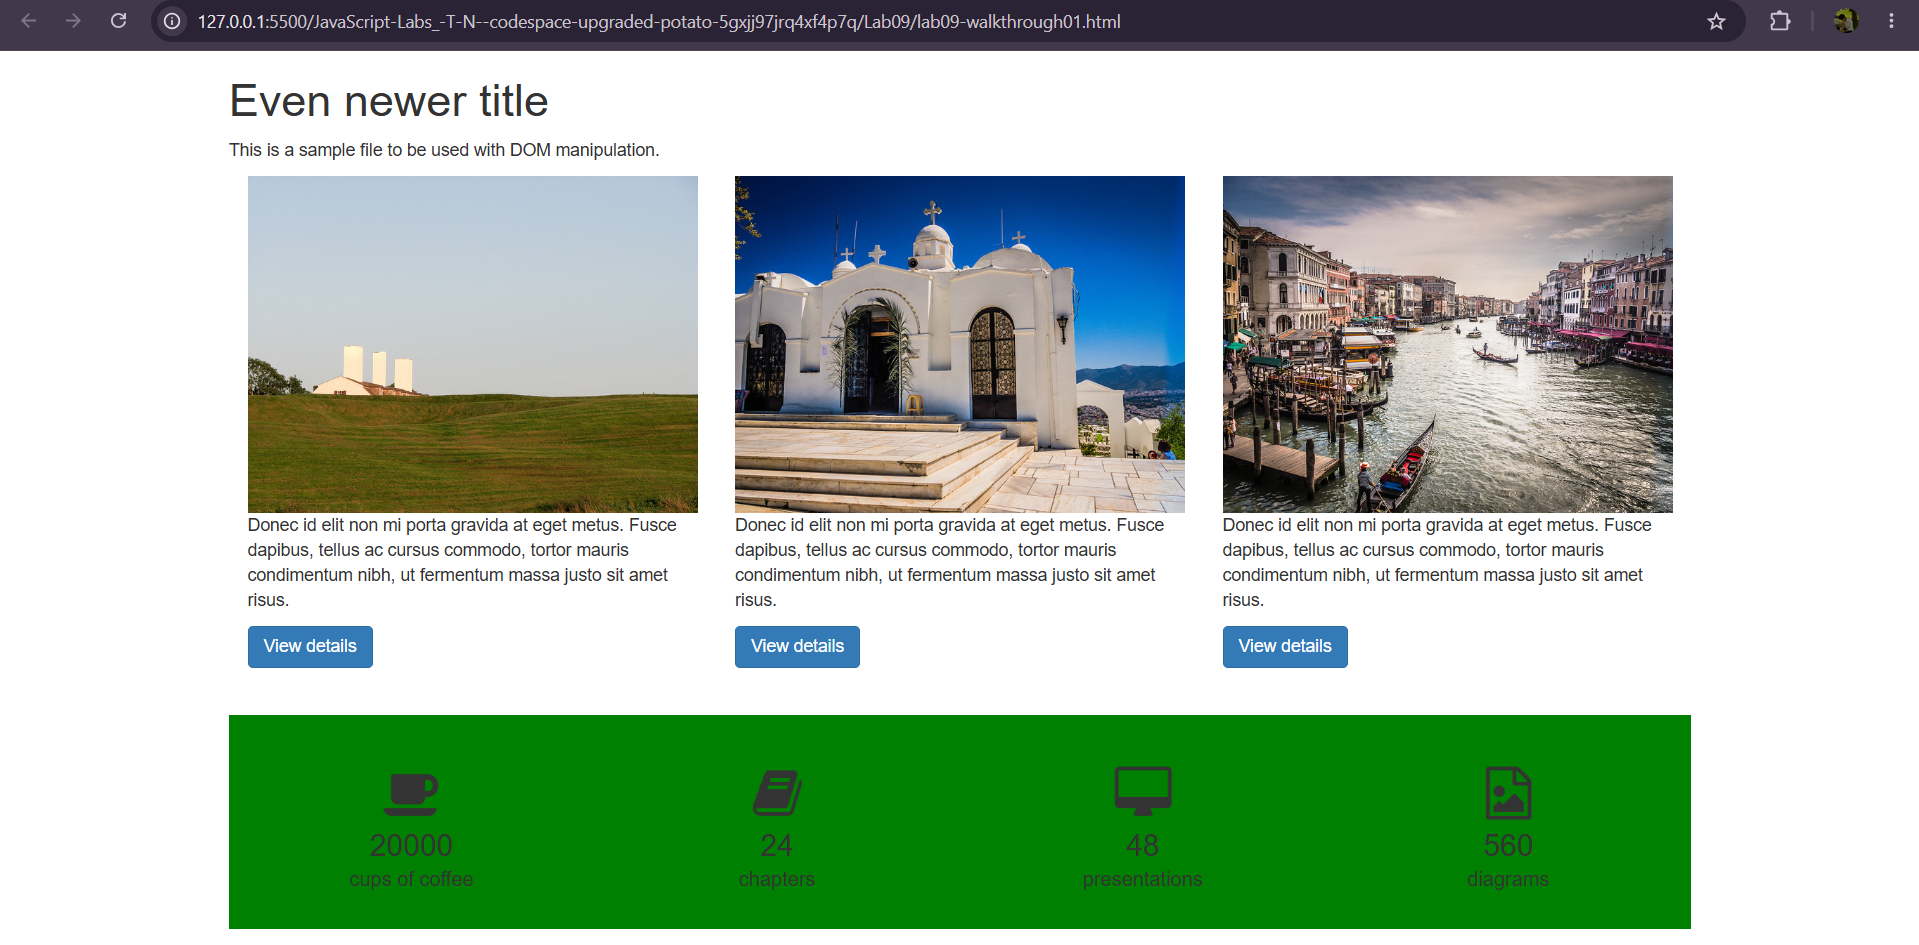 127.0.0.1:5500/JavaScript-Labs_-T-N--codespace-upgraded-potato-5gxjj97jrq4xf4p7q/Lab09/lab09-walkthrough01.html
Even newer title
This is a sample file to be used with DOM manipulation.
Donec id elit non mi porta gravida at eget metus. Fusce
dapibus, tellus ac cursus commodo, tortor mauris
condimentum nibh, ut fermentum massa justo sit amet
risus.
View details
Donec id elit non mi porta gravida at eget metus. Fusce
dapibus, tellus ac cursus commodo, tortor mauris
condimentum nibh, ut fermentum massa justo sit amet
risus.
View details
Donec id elit non mi porta gravida at eget metus. Fusce
dapibus, tellus ac cursus commodo, tortor mauris
condimentum nibh, ut fermentum massa justo sit amet
risus.
View details
20000
cups of coffee
24
chapters
48
presentations
560
diagrams